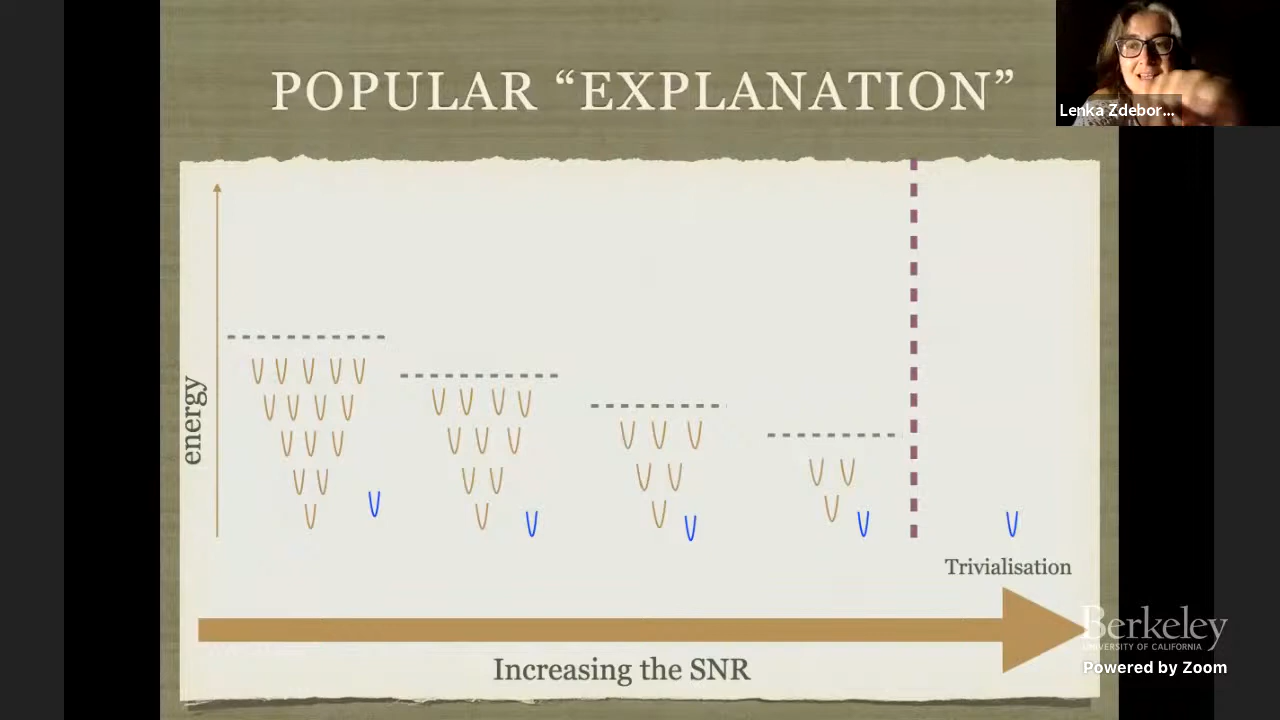 POPULAR “EXPLANATION”
Lenka Zdebor...
energy
Trivialisation
Increasing the SNR
Berkeley
UNIVERSITY OF CALIFORNIA
Powered by Zoom